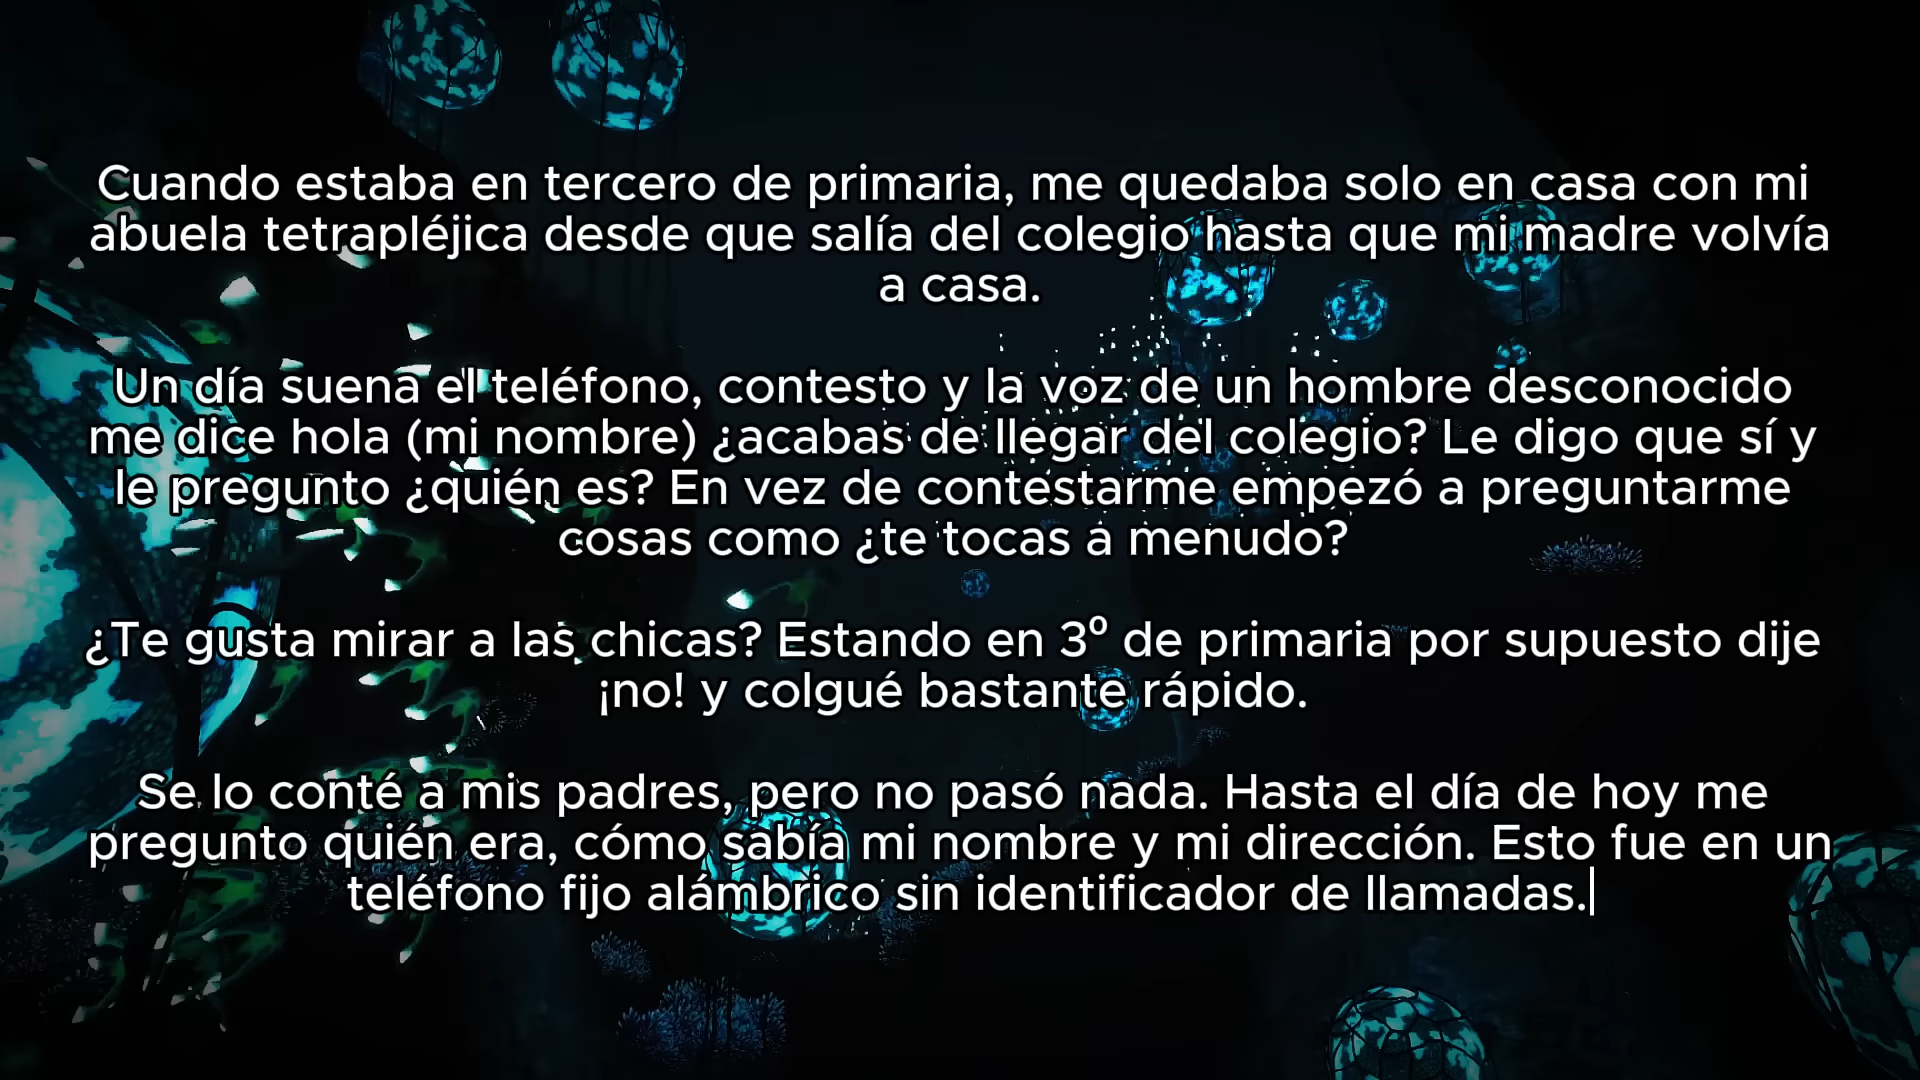 Cuando estaba en tercero de primaria, me quedaba solo en casa con mi
abuela tetrapléjica desde que salía del colegio hasta que mi madre volvía
a casa.
Un día suena el teléfono, contesto y la voz de un hombre desconocido
me dice hola (mi nombre) ¿acabas de llegar del colegio? Le digo que sí y
le pregunto ¿quién es? En vez de contestarme empezó a preguntarme
cosas como ¿te tocas a menudo?
¿Te gusta mirar a las chicas? Estando en 3º de primaria por supuesto dije
¡no! y colgué bastante rápido.
Se lo conté a mis padres, pero no pasó nada. Hasta el día de hoy me
pregunto quién era, cómo sabía mi nombre y mi dirección. Esto fue en un
teléfono fijo alámbrico sin identificador de llamadas.